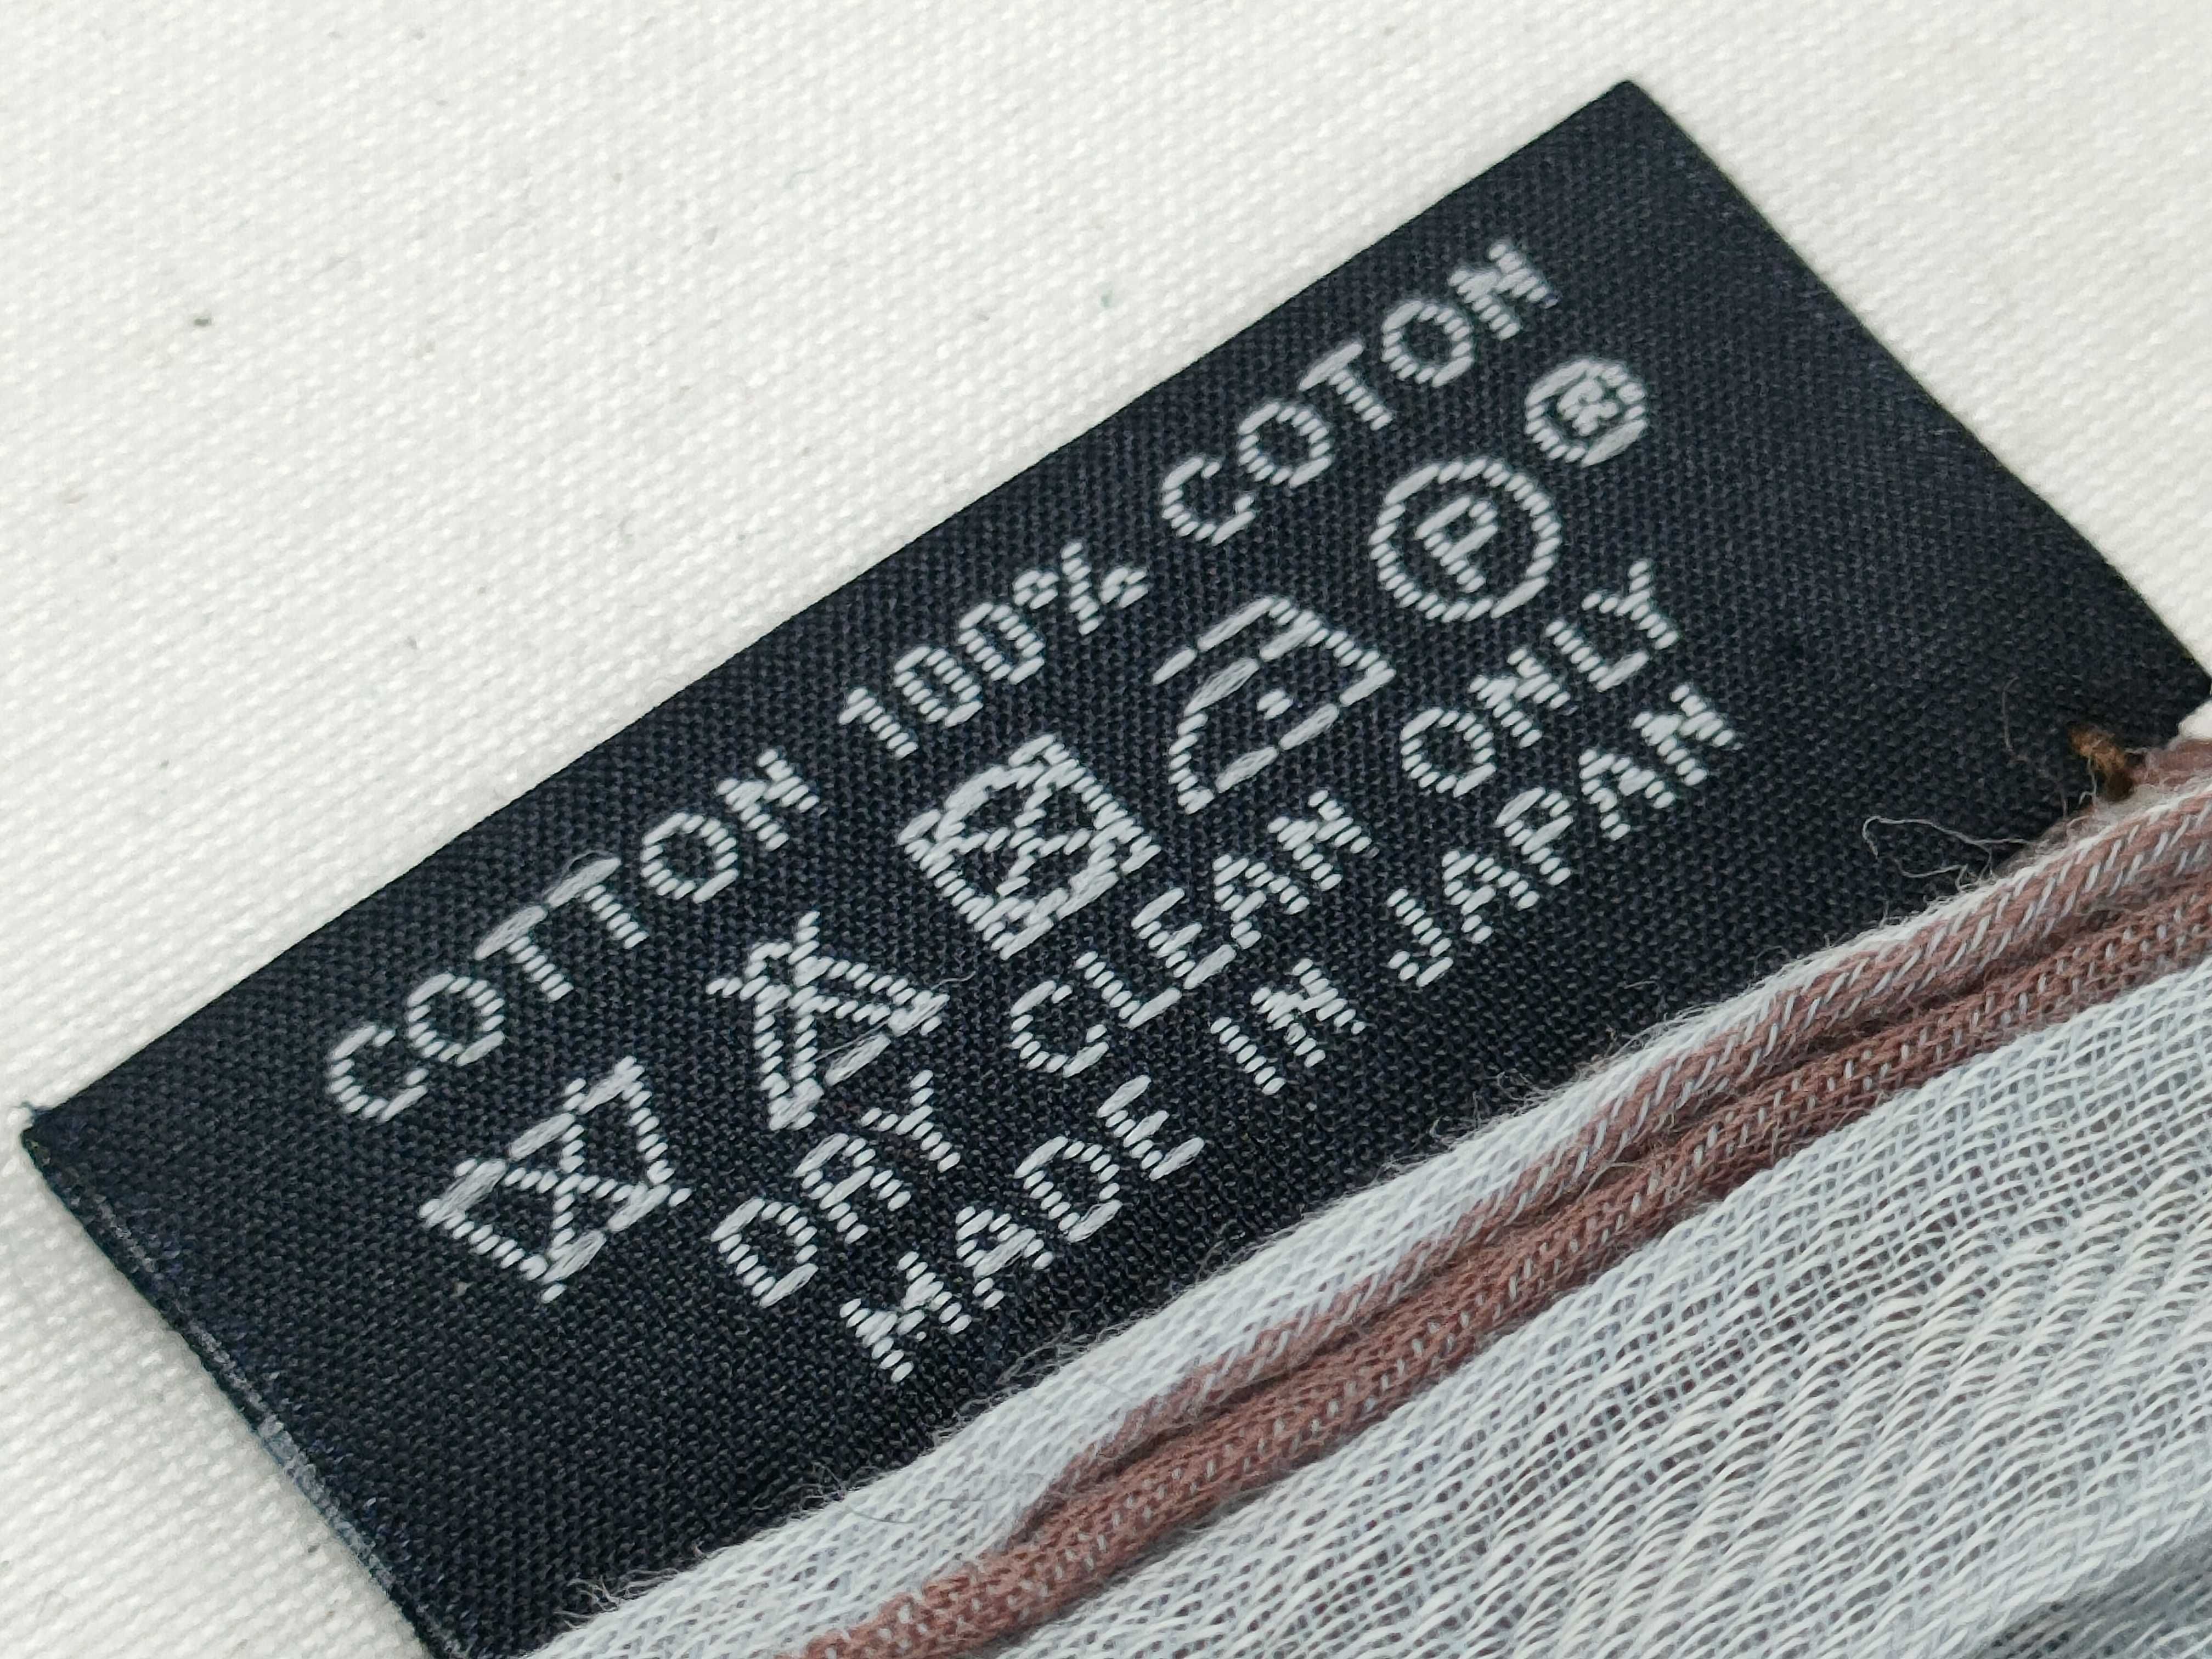 COTTON 100% COTON
P ®
DRY CLEAN ONLY
MADE IN JAPAN